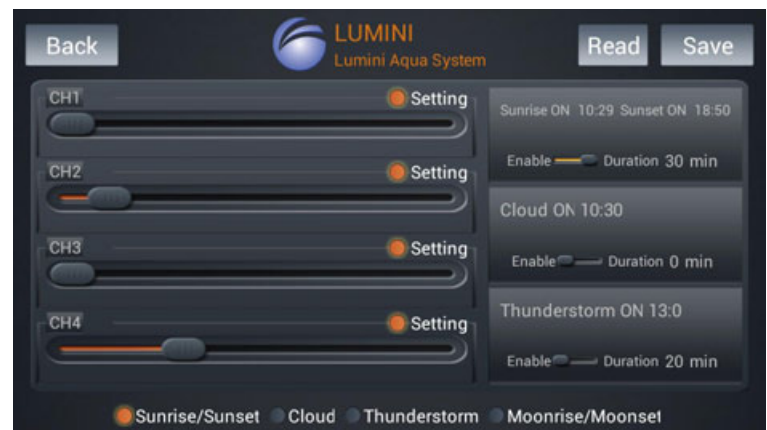 Back
LUMINI
Lumini Aqua System
Read
Save
CH1
Setting
CH2
Setting
CH3
Setting
CH4
Setting
Sunrise ON 10:29 Sunset ON 18:50
Enable Duration 30 min
Cloud ON 10:30
Enable Duration 0 min
Thunderstorm ON 13:0
Enable Duration 20 min
Sunrise/Sunset Cloud Thunderstorm Moonrise/Moonset